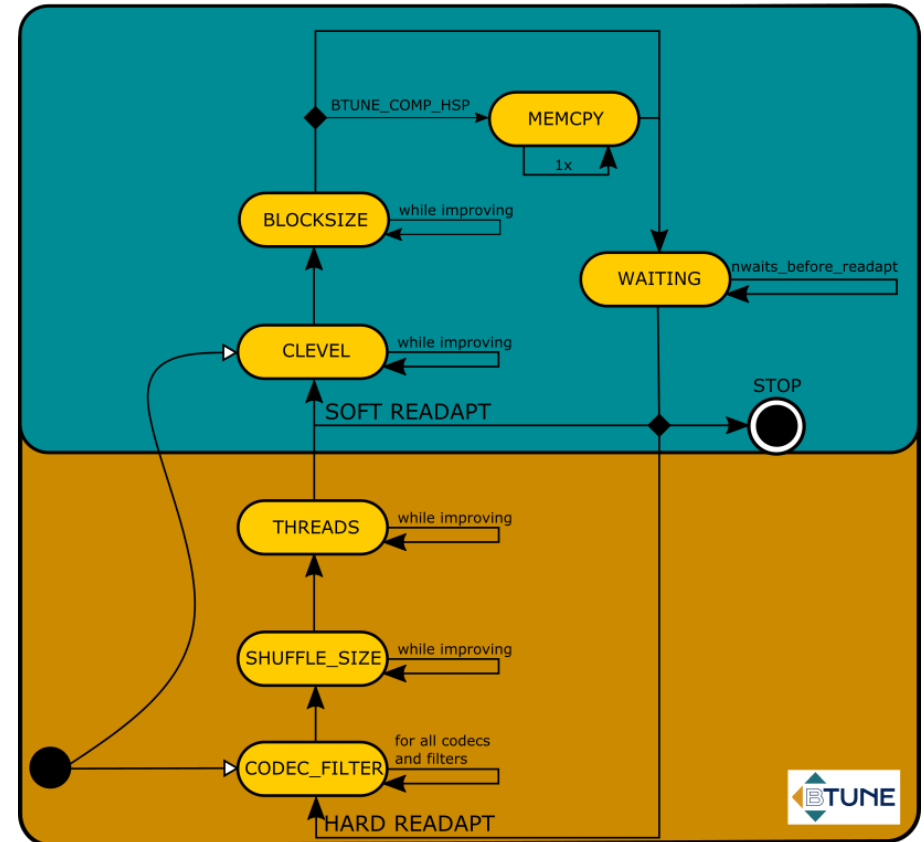 BTUNE_COMP_HSP
MEMCPY
1x
BLOCKSIZE
while improving
WAITING
nwaits_before_readapt
CLEVEL
while improving
STOP
SOFT READAPT
THREADS
while improving
SHUFFLE_SIZE
while improving
CODEC_FILTER
for all codecs
and filters
HARD READAPT
BTUNE